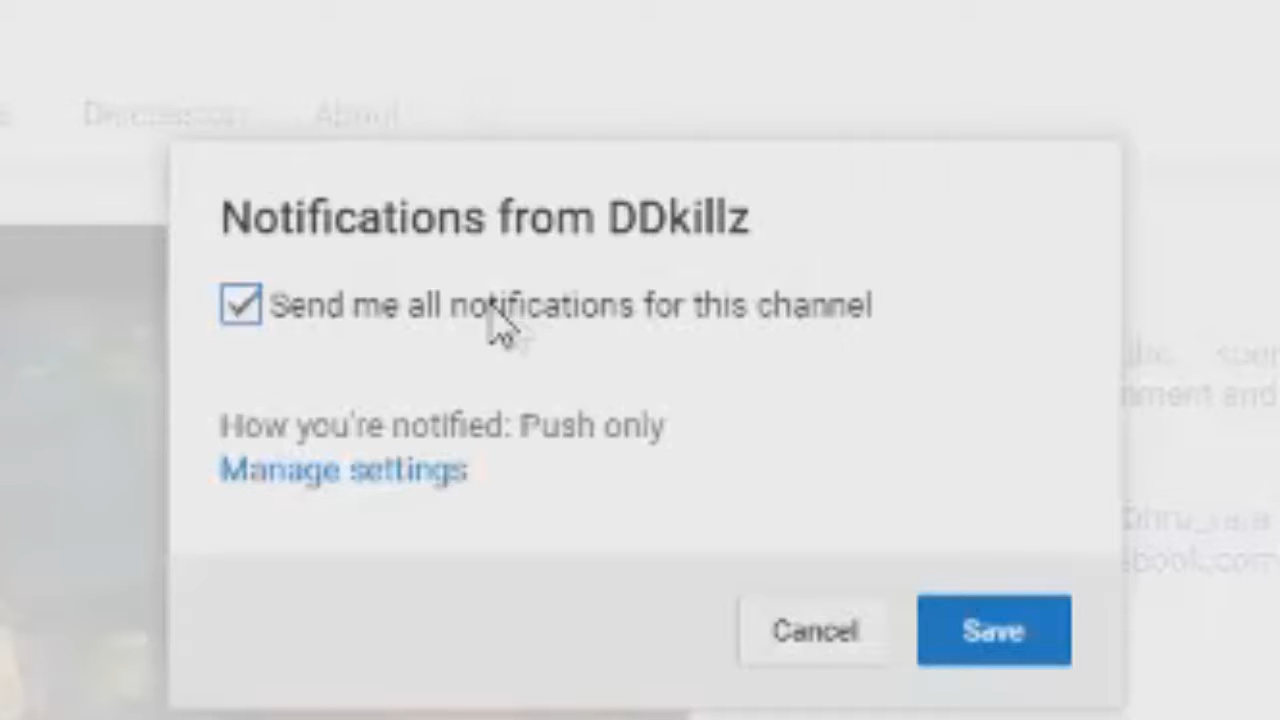 About
Notifications from DDkillz
Send me all notifications for this channel
How you're notified: Push only
Manage settings
Cancel
Save